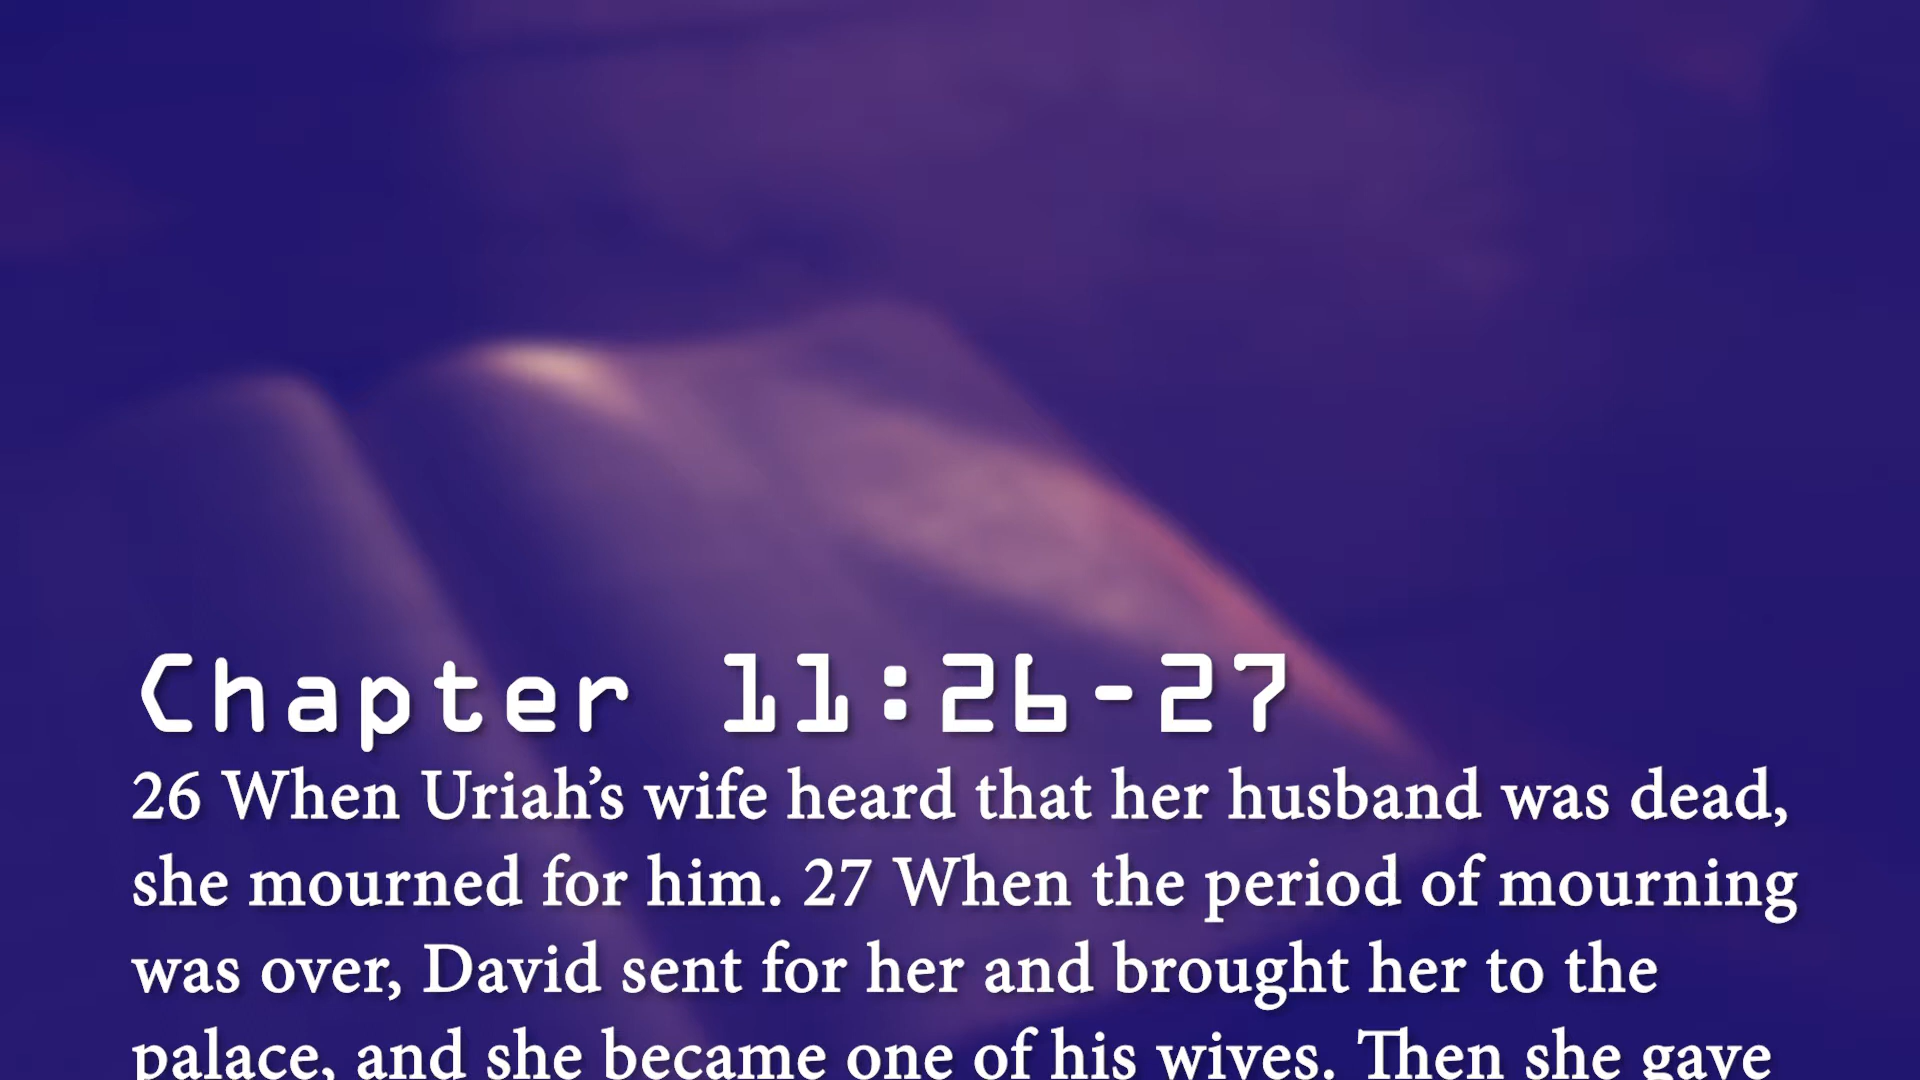 Chapter 11:26-27
26 When Uriah’s wife heard that her husband was dead,
she mourned for him. 27 When the period of mourning
was over, David sent for her and brought her to the
palace, and she became one of his wives. Then she gave